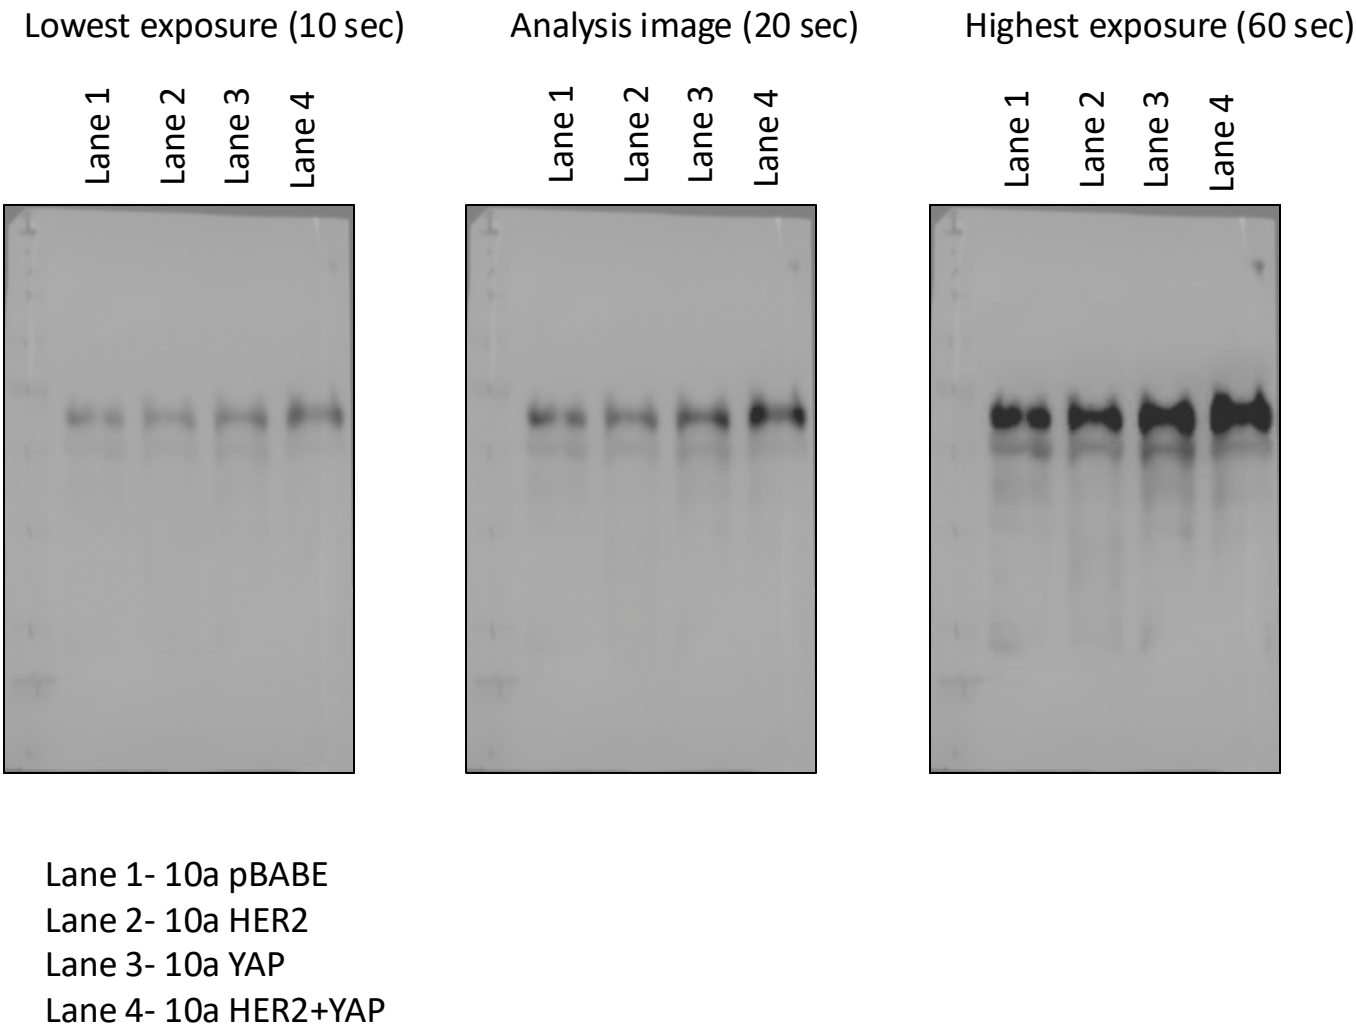 Lowest exposure (10 sec)
Analysis image (20 sec)
Highest exposure (60 sec)
Lane 1
Lane 2
Lane 3
Lane 4
Lane 1
Lane 2
Lane 3
Lane 4
Lane 1
Lane 2
Lane 3
Lane 4
Lane 1- 10a pBABE
Lane 2- 10a HER2
Lane 3- 10a YAP
Lane 4- 10a HER2+YAP